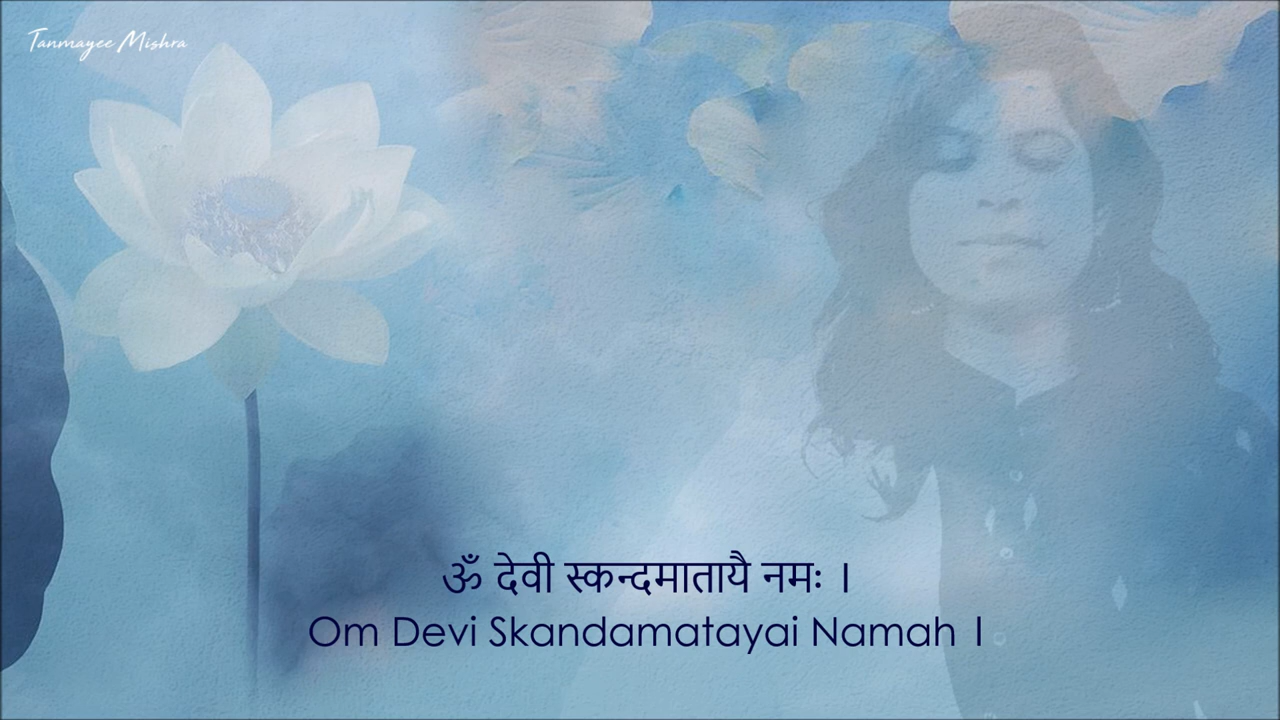 Tanmayee Mishra
ॐ देवी स्कन्दमातायै नमः ।
Om Devi Skandamatayai Namah ।